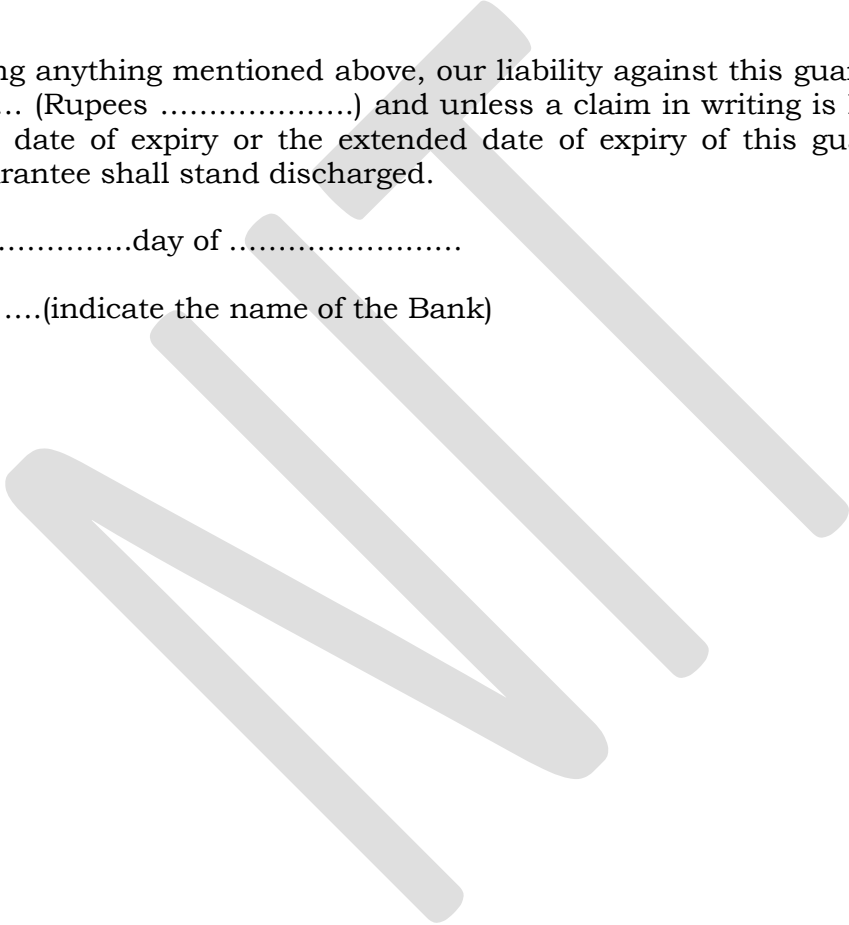 ng anything mentioned above, our liability against this guar
... (Rupees ………………….) and unless a claim in writing is
date of expiry or the extended date of expiry of this gu
rantee shall stand discharged.
……………day of ……………………
….(indicate the name of the Bank)
NIT